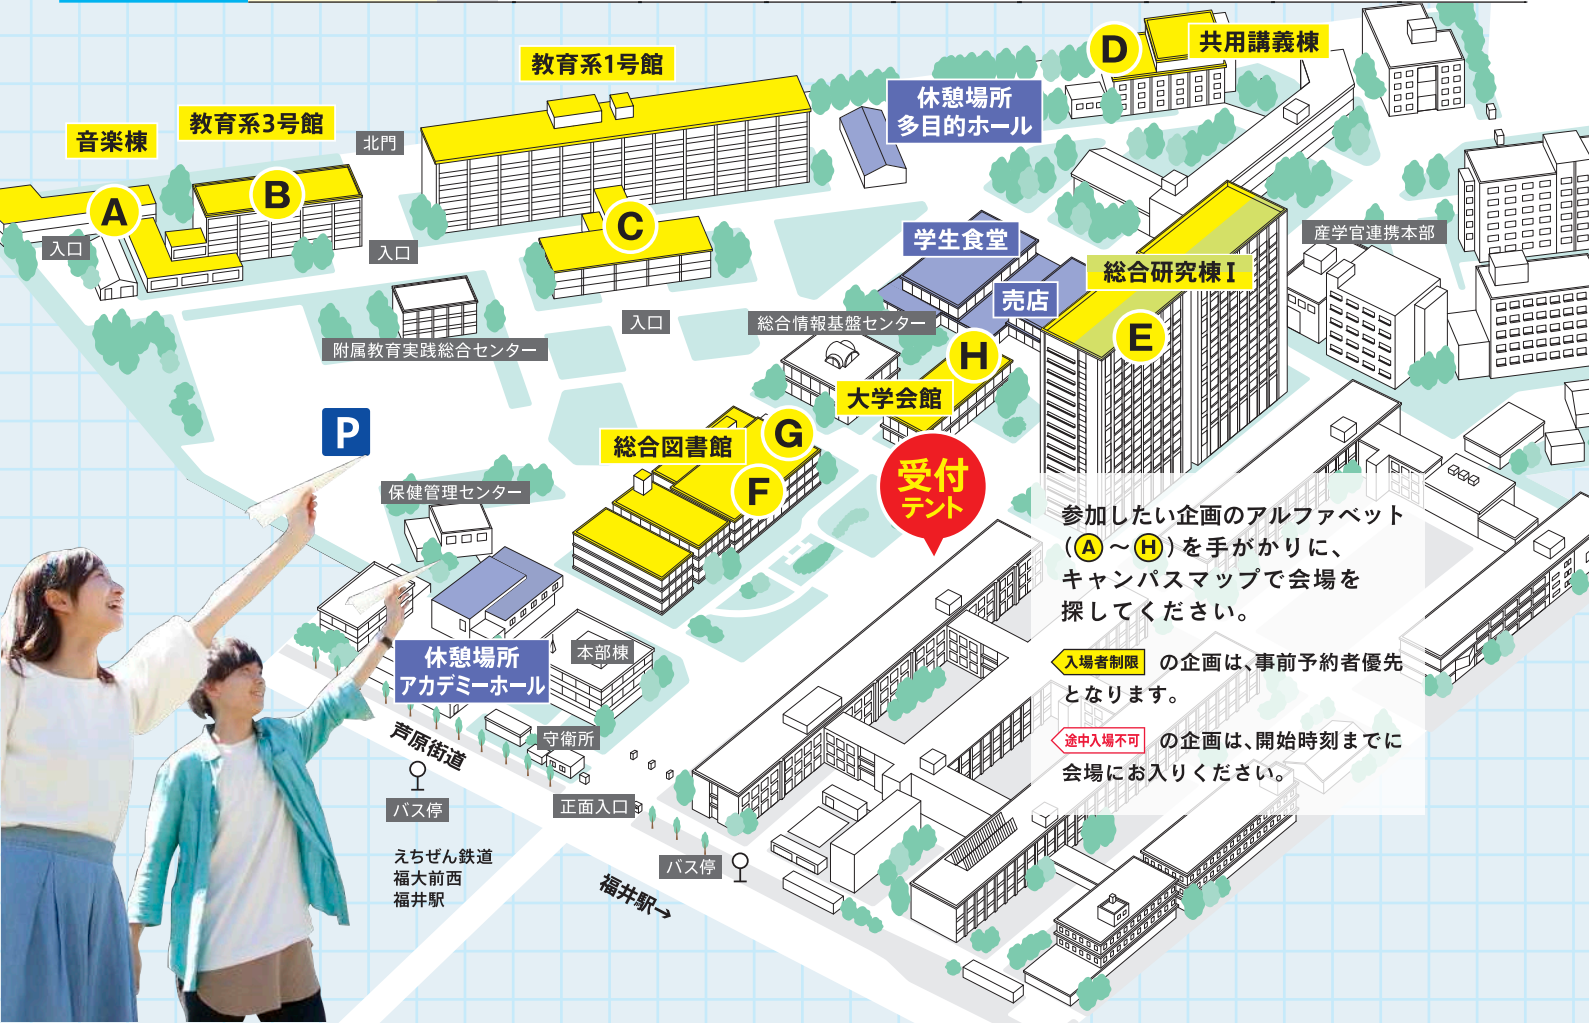 D
共用講義棟
教育系1号館
休憩場所
多目的ホール
教育系3号館
音楽棟
北門
B
A
C
入口
入口
産学官連携本部
学生食堂
総合研究棟Ⅰ
売店
入口
総合情報基盤センター
E
附属教育実践総合センター
H
大学会館
P
G
総合図書館
受付
テント
F
保健管理センター
参加したい企画のアルファベット
(A～H)を手がかりに、
キャンパスマップで会場を
探してください。
入場者制限 の企画は、事前予約者優先
となります。
途中入場不可 の企画は、開始時刻までに
会場にお入りください。
本部棟
休憩場所
アカデミーホール
芦原街道
守衛所
バス停
正面入口
えちぜん鉄道
福大前西
福井駅
バス停
福井駅→